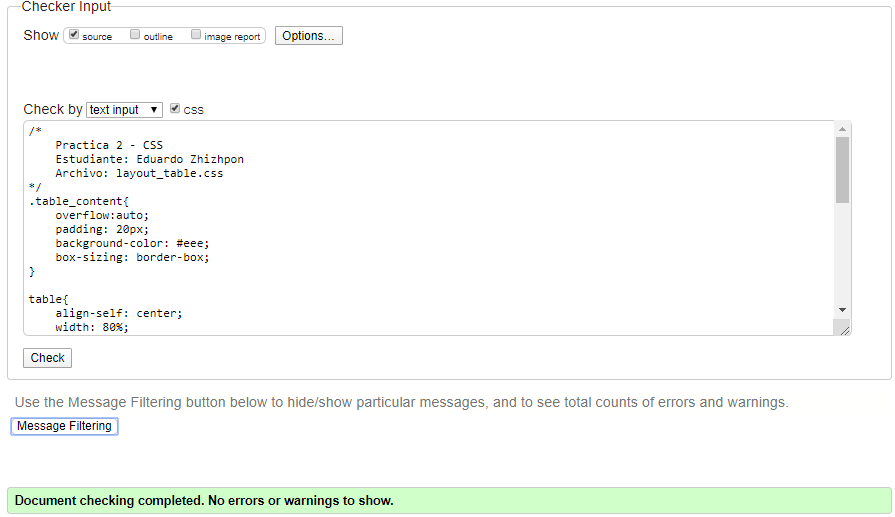 Checker Input
Show source outline image report Options...
Check by text input css
/*
    Practica 2 - CSS
    Estudiante: Eduardo Zhizhpon
    Archivo: layout_table.css
*/
.table_content{
    overflow:auto;
    padding: 20px;
    background-color: #eee;
    box-sizing: border-box;
}
table{
    align-self: center;
    width: 80%;
Check
Use the Message Filtering button below to hide/show particular messages, and to see total counts of errors and warnings.
Message Filtering
Document checking completed. No errors or warnings to show.